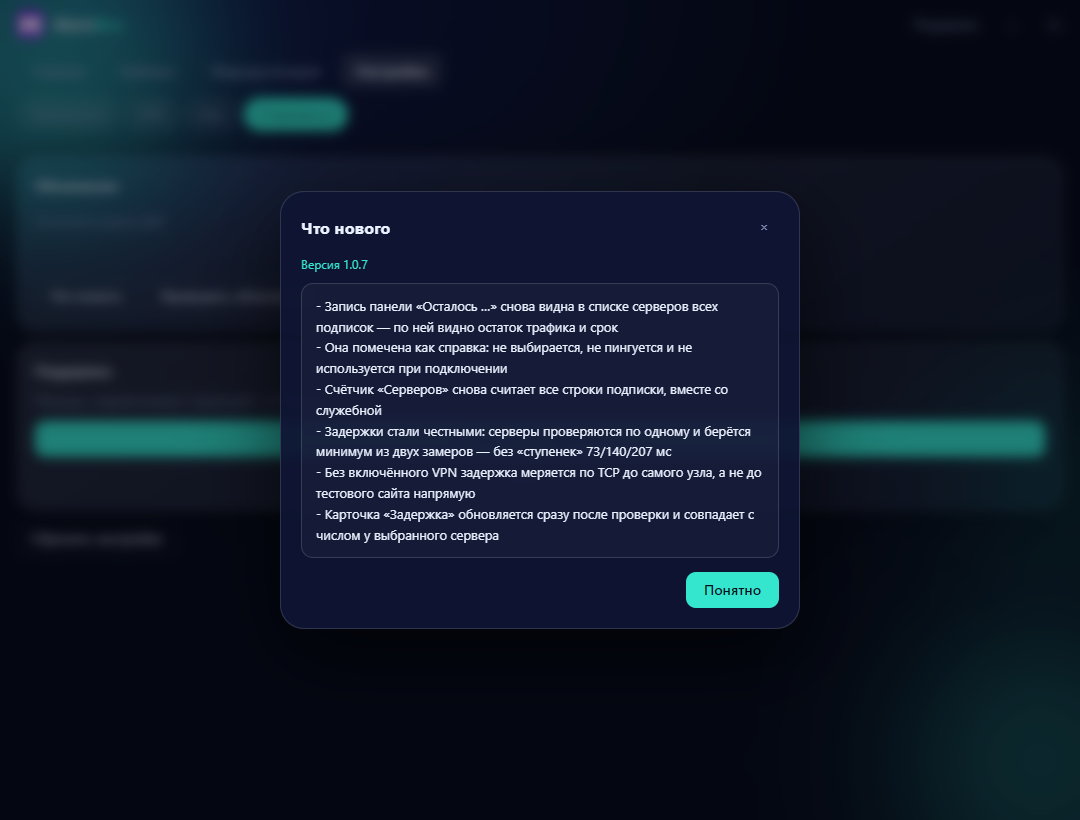 Что нового
×
Версия 1.0.7
- Запись панели «Осталось ...» снова видна в списке серверов всех
подписок — по ней видно остаток трафика и срок
- Она помечена как справка: не выбирается, не пингуется и не
используется при подключении
- Счётчик «Серверов» снова считает все строки подписки, вместе со
служебной
- Задержки стали честными: серверы проверяются по одному и берётся
минимум из двух замеров — без «ступенек» 73/140/207 мс
- Без включённого VPN задержка меряется по TCP до самого узла, а не до
тестового сайта напрямую
- Карточка «Задержка» обновляется сразу после проверки и совпадает с
числом у выбранного сервера
Понятно